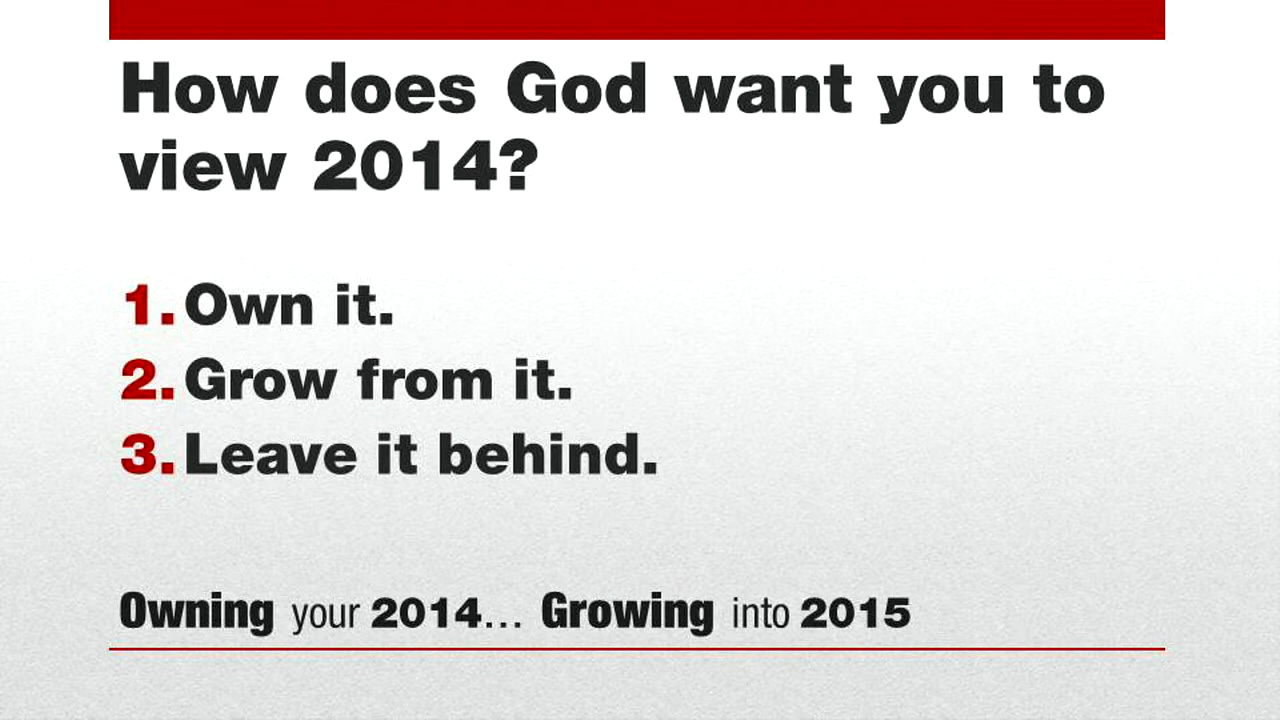 How does God want you to
view 2014?
1. Own it.
2. Grow from it.
3. Leave it behind.
Owning your 2014... Growing into 2015